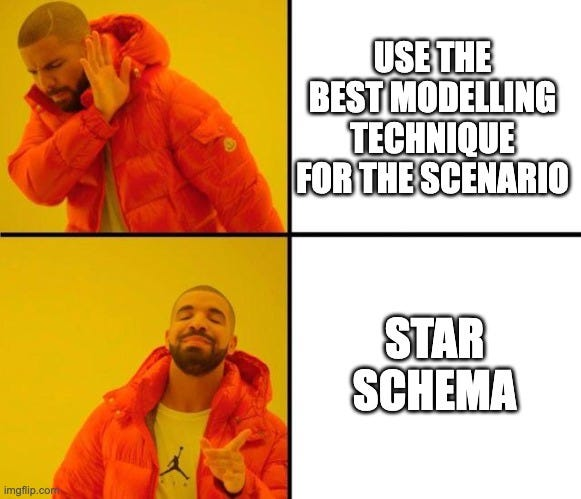 USE THE
BEST MODELLING
TECHNIQUE
FOR THE SCENARIO
STAR
SCHEMA
imgflip.com